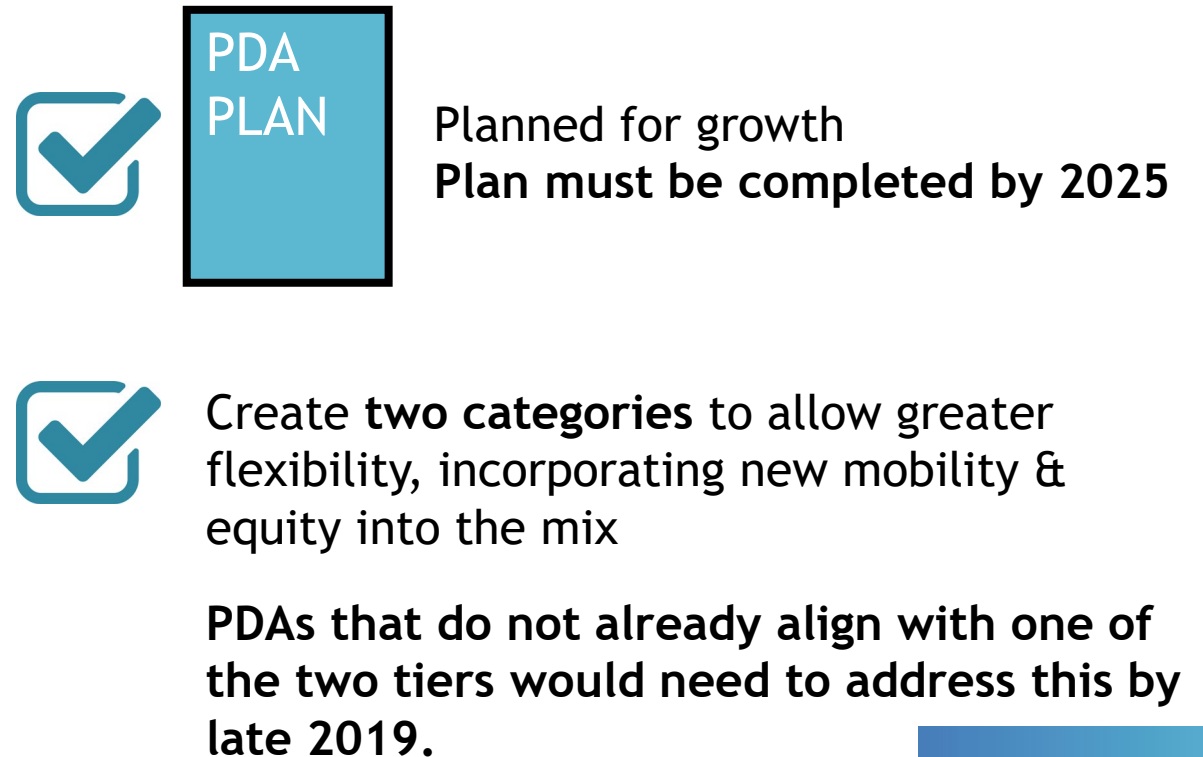 PDA
PLAN
Planned for growth
Plan must be completed by 2025
Create two categories to allow greater
flexibility, incorporating new mobility &
equity into the mix
PDAs that do not already align with one of
the two tiers would need to address this by
late 2019.